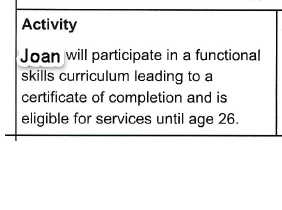 Activity
Joan will participate in a functional
skills curriculum leading to a
certificate of completion and is
eligible for services until age 26.